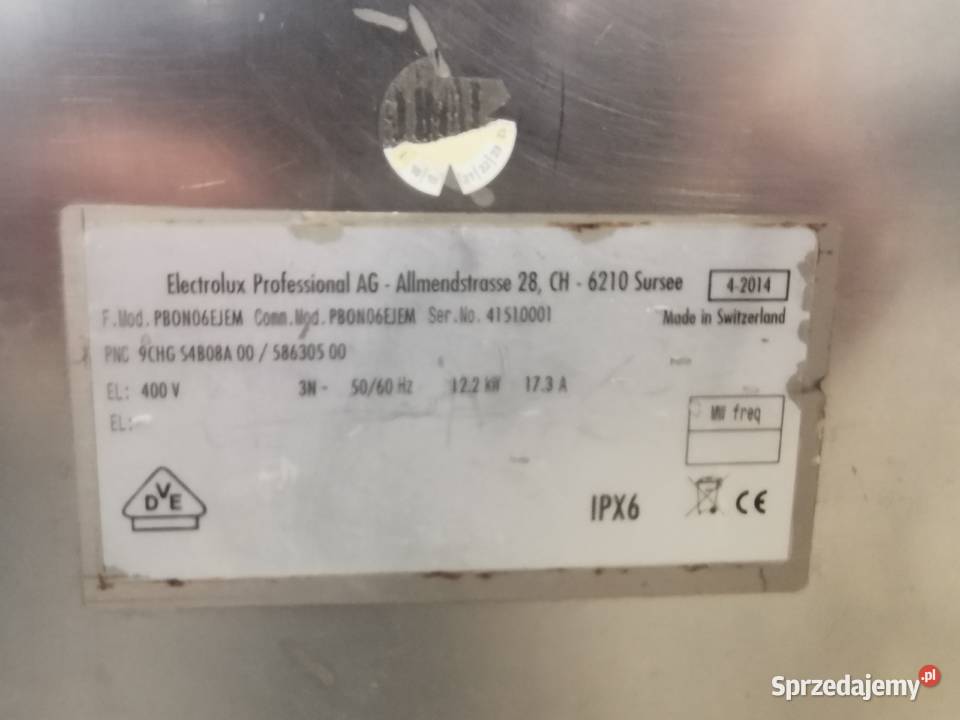 Electrolux Professional AG - Allmendstrasse 28, CH - 6210 Sursee 4-2014
F.Mod. PBON06EJEM Comm.Mod. PBON06EJEM Ser.No. 41510001 Made in Switzerland
PNC 9CHG S4B08A 00 / 586305 00
EL: 400 V 3N~ 50/60 Hz 12.2 kW 17.3 A
EL:
MW freq
DVE
IPX6 CE
Sprzedajemy.pl